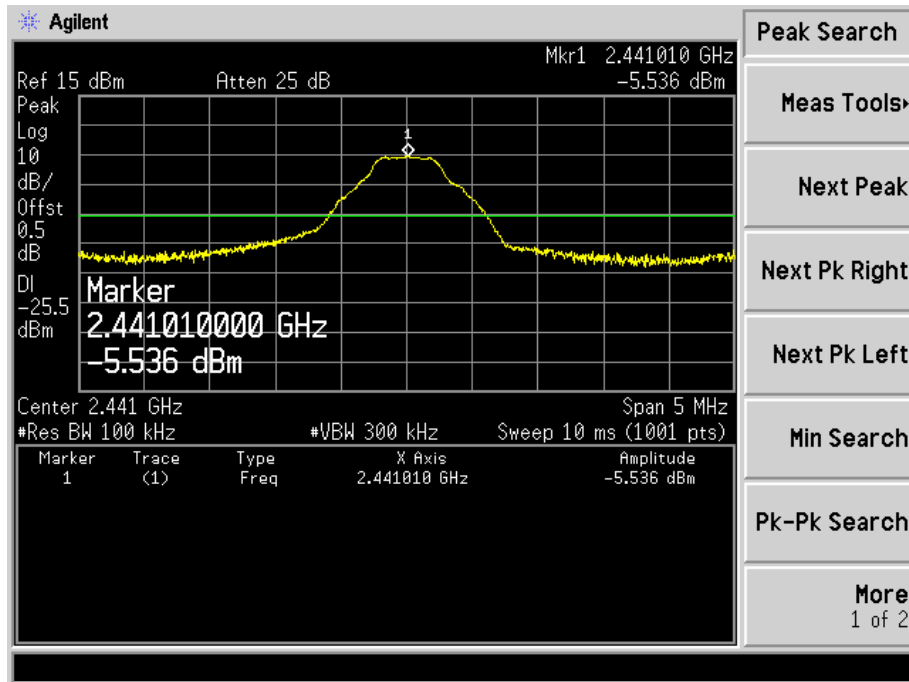 Agilent
Peak Search
Mkr1 2.441010 GHz
Ref 15 dBm Atten 25 dB -5.536 dBm
Peak
Log
10
dB/
Offst
0.5
dB
DI
-25.5
dBm
1
Marker
2.441010000 GHz
-5.536 dBm
Center 2.441 GHz Span 5 MHz
#Res BW 100 kHz #VBW 300 kHz Sweep 10 ms (1001 pts)
Marker Trace Type X Axis Amplitude
1 (1) Freq 2.441010 GHz -5.536 dBm
Meas Tools
Next Peak
Next Pk Right
Next Pk Left
Min Search
Pk-Pk Search
More
1 of 2